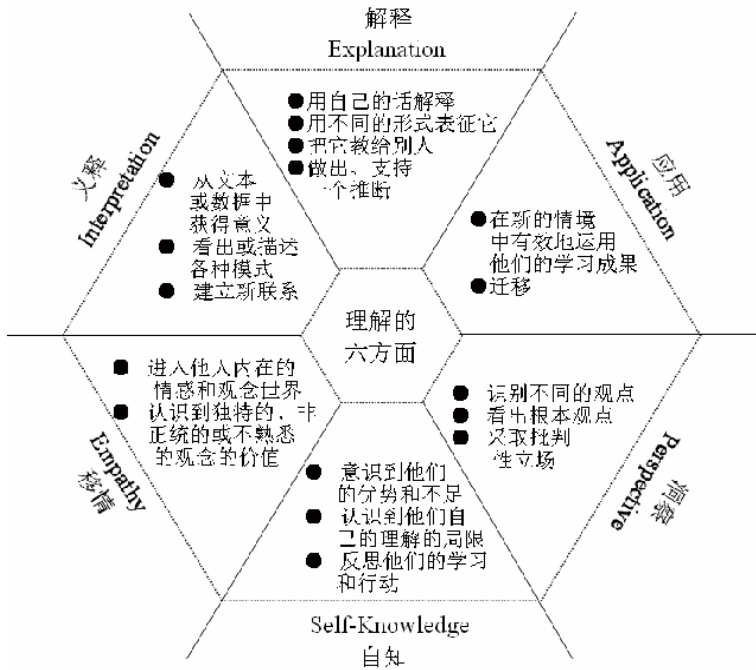 解释
Explanation
●用自己的话解释
●用不同的形式表征它
●把它教给别人
●做出、支持
一个推断
义释
Interpretation
● 从文本
或数据中
获得意义
● 看出或描述
各种模式
● 建立新联系
应用
Application
●在新的情境
中有效地运用
他们的学习成果
●迁移
理解的
六方面
● 进入他人内在的
情感和观念世界
● 认识到独特的、非
正统的或不熟悉
的观念的价值
Empathy
移情
● 识别不同的观点
● 看出根本观点
● 采取批判
性立场
Perspective
洞察
● 意识到他们
的优势和不足
● 认识到他们自
己的理解的局限
● 反思他们的学习
和行动
Self-Knowledge
自知